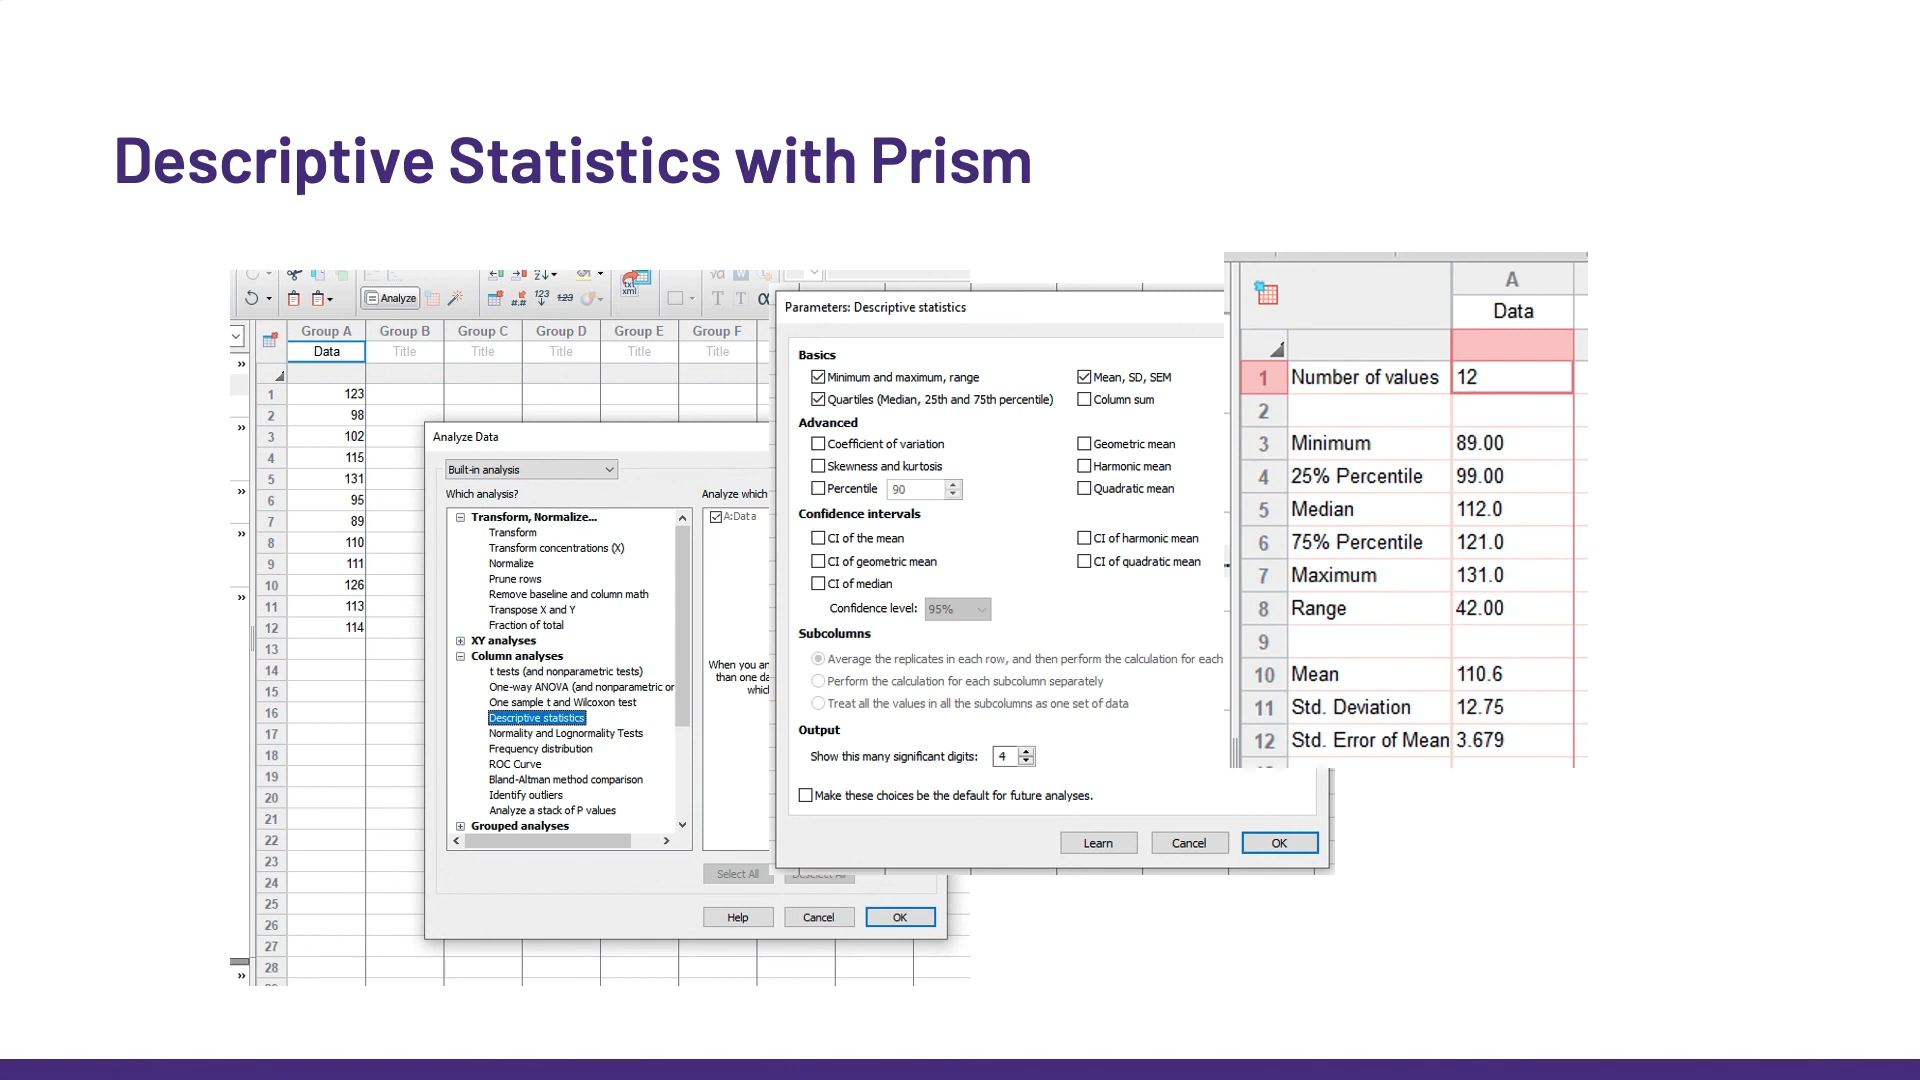 Descriptive Statistics with Prism
Analyze
Group A Group B Group C Group D Group E Group F
Data Title Title Title Title Title
1 123
2 98
3 102
4 115
5 131
6 95
7 89
8 110
9 111
10 126
11 113
12 114
13
14
15
16
17
18
19
20
21
22
23
24
25
26
27
28
Analyze Data
Built-in analysis
Which analysis?
Analyze which
Transform, Normalize...
Transform
Transform concentrations (X)
Normalize
Prune rows
Remove baseline and column math
Transpose X and Y
Fraction of total
XY analyses
Column analyses
t tests (and nonparametric tests)
One-way ANOVA (and nonparametric or
One sample t and Wilcoxon test
Descriptive statistics
Normality and Lognormality Tests
Frequency distribution
ROC Curve
Bland-Altman method comparison
Identify outliers
Analyze a stack of P values
Grouped analyses
A:Data
When you an
than one da
which
Select All Deselect All
Help Cancel OK
Parameters: Descriptive statistics
Basics
Minimum and maximum, range Mean, SD, SEM
Quartiles (Median, 25th and 75th percentile) Column sum
Advanced
Coefficient of variation Geometric mean
Skewness and kurtosis Harmonic mean
Percentile 90 Quadratic mean
Confidence intervals
CI of the mean CI of harmonic mean
CI of geometric mean CI of quadratic mean
CI of median
Confidence level: 95%
Subcolumns
Average the replicates in each row, and then perform the calculation for each
Perform the calculation for each subcolumn separately
Treat all the values in all the subcolumns as one set of data
Output
Show this many significant digits: 4
Make these choices be the default for future analyses.
Learn Cancel OK
A
Data
1 Number of values 12
2
3 Minimum 89.00
4 25% Percentile 99.00
5 Median 112.0
6 75% Percentile 121.0
7 Maximum 131.0
8 Range 42.00
9
10 Mean 110.6
11 Std. Deviation 12.75
12 Std. Error of Mean 3.679